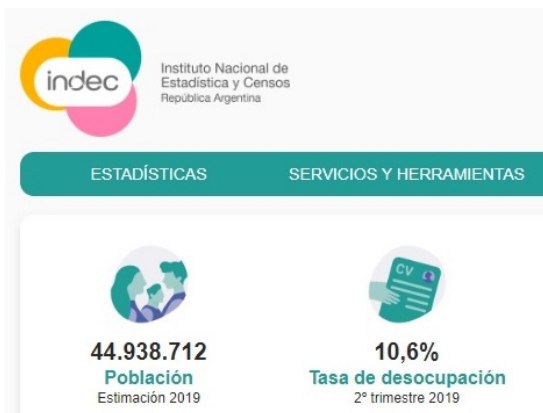 indec
Instituto Nacional de
Estadística y Censos
República Argentina
ESTADÍSTICAS
SERVICIOS Y HERRAMIENTAS
CV
44.938.712
Población
Estimación 2019
10,6%
Tasa de desocupación
2º trimestre 2019